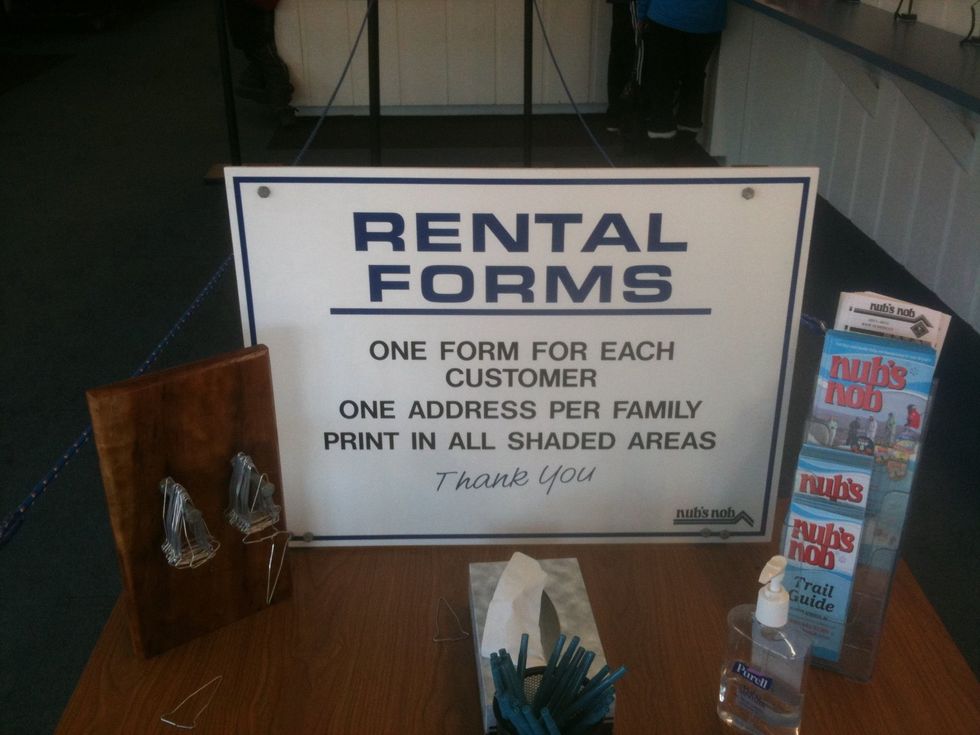 RENTAL
FORMS
ONE FORM FOR EACH
CUSTOMER
ONE ADDRESS PER FAMILY
PRINT IN ALL SHADED AREAS
Thank You
nub's nob
nub's nob
nub's
nob
nub's
nub's
nob
Trail
Guide
Purell